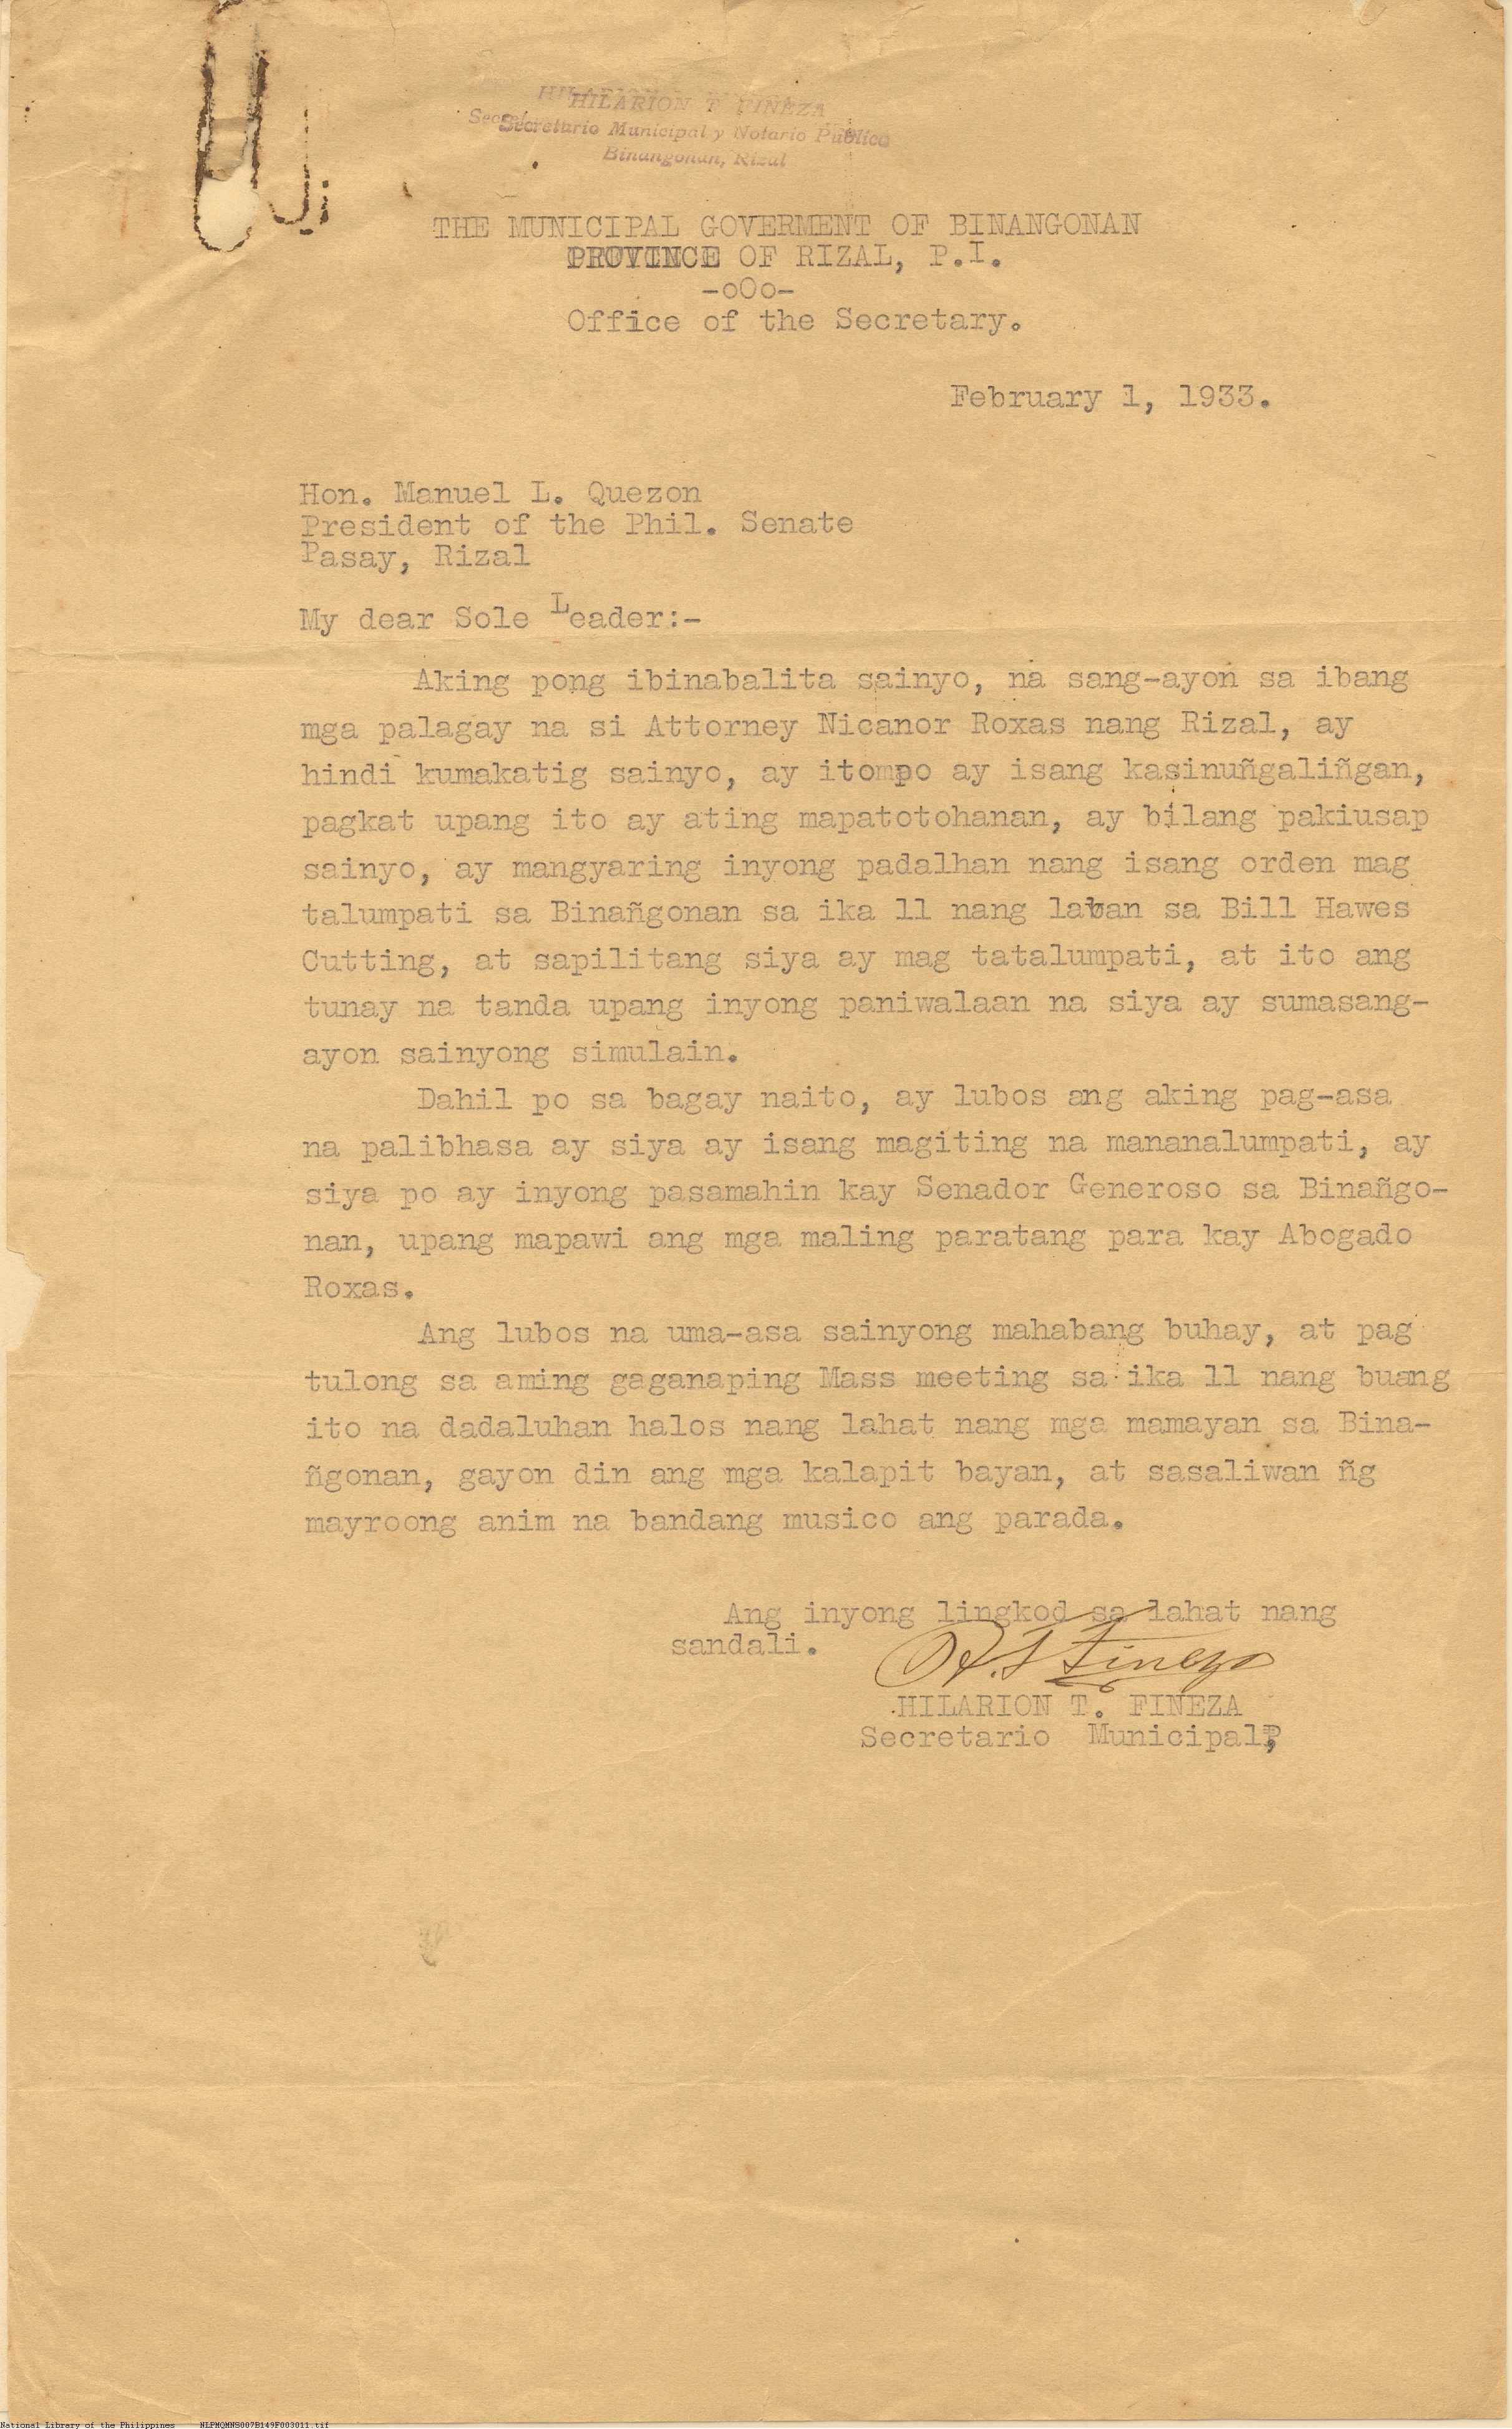 HILARION T FINEZA
Secretario Municipal y Notario Publico
Binangonan, Rizal
THE MUNICIPAL GOVERMENT OF BINANGONAN
PROVINCE OF RIZAL, P.I.
-oOo-
Office of the Secretary.
February 1, 1933.
Hon. Manuel L. Quezon
President of the Phil. Senate
Pasay, Rizal
My dear Sole Leader:-
Aking pong ibinabalita sainyo, na sang-ayon sa ibang
mga palagay na si Attorney Nicanor Roxas nang Rizal, ay
hindi kumakatig sainyo, ay itompo ay isang kasinuñgaliñgan,
pagkat upang ito ay ating mapatotohanan, ay bilang pakiusap
sainyo, ay mangyaring inyong padalhan nang isang orden mag
talumpati sa Binañgonan sa ika 11 nang laban sa Bill Hawes
Cutting, at sapilitang siya ay mag tatalumpati, at ito ang
tunay na tanda upang inyong paniwalaan na siya ay sumasang-
ayon sainyong simulain.
Dahil po sa bagay naito, ay lubos ang aking pag-asa
na palibhasa ay siya ay isang magiting na mananalumpati, ay
siya po ay inyong pasamahin kay Senador Generoso sa Binañgo-
nan, upang mapawi ang mga maling paratang para kay Abogado
Roxas.
Ang lubos na uma-asa sainyong mahabang buhay, at pag
tulong sa aming gaganaping Mass meeting sa ika 11 nang buang
ito na dadaluhan halos nang lahat nang mga mamayan sa Bina-
ñgonan, gayon din ang mga kalapit bayan, at sasaliwan ñg
mayroong anim na bandang musico ang parada.
Ang inyong lingkod sa lahat nang
sandali.
H. T. Fineza
HILARION T. FINEZA
Secretario Municipal,
National Library of the Philippines NLPMQMNS007B149F003011.tif